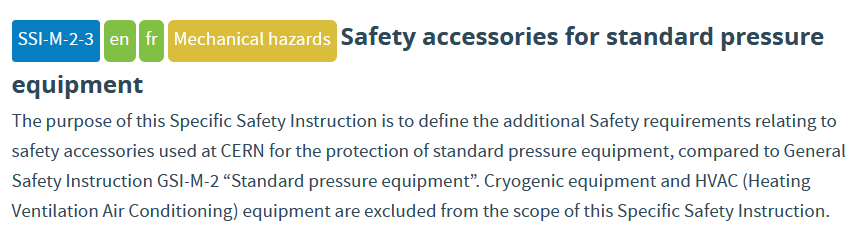 SSI-M-2-3 en fr Mechanical hazards Safety accessories for standard pressure
equipment
The purpose of this Specific Safety Instruction is to define the additional Safety requirements relating to
safety accessories used at CERN for the protection of standard pressure equipment, compared to General
Safety Instruction GSI-M-2 “Standard pressure equipment”. Cryogenic equipment and HVAC (Heating
Ventilation Air Conditioning) equipment are excluded from the scope of this Specific Safety Instruction.